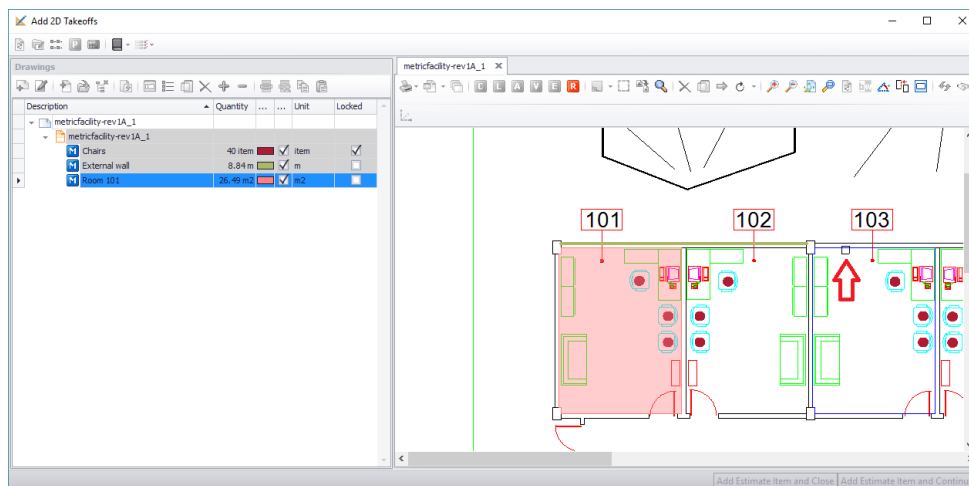 Add 2D Takeoffs
P
Drawings
metricfacility-rev1A_1
C L A V E R R
Description Quantity ... ... Unit Locked
metricfacility-rev1A_1
metricfacility-rev1A_1
M Chairs 40 item item
M External wall 8.84 m m
M Room 101 26.49 m2 m2
101 102 103
Add Estimate Item and Close Add Estimate Item and Continu